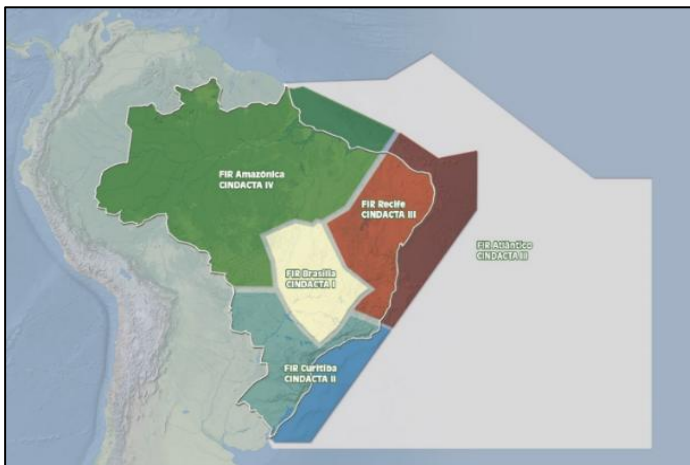 FIR Amazônica
CINDACTA IV
FIR Recife
CINDACTA III
FIR Atlântico
CINDACTA III
FIR Brasília
CINDACTA I
FIR Curitiba
CINDACTA II